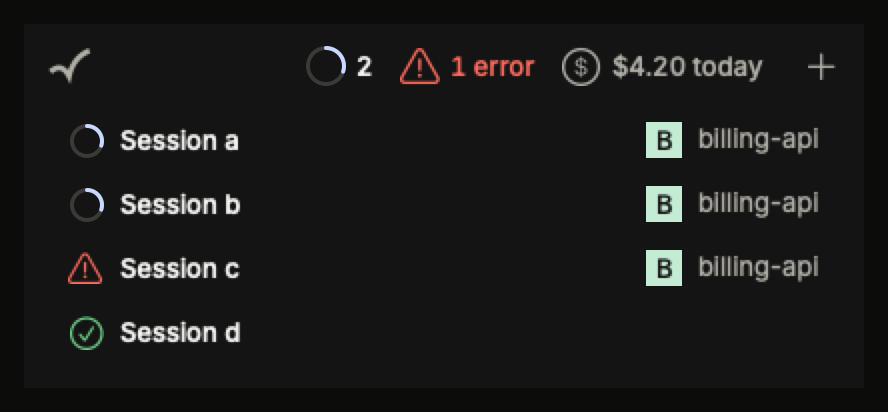 2 1 error $4.20 today
Session a B billing-api
Session b B billing-api
Session c B billing-api
Session d